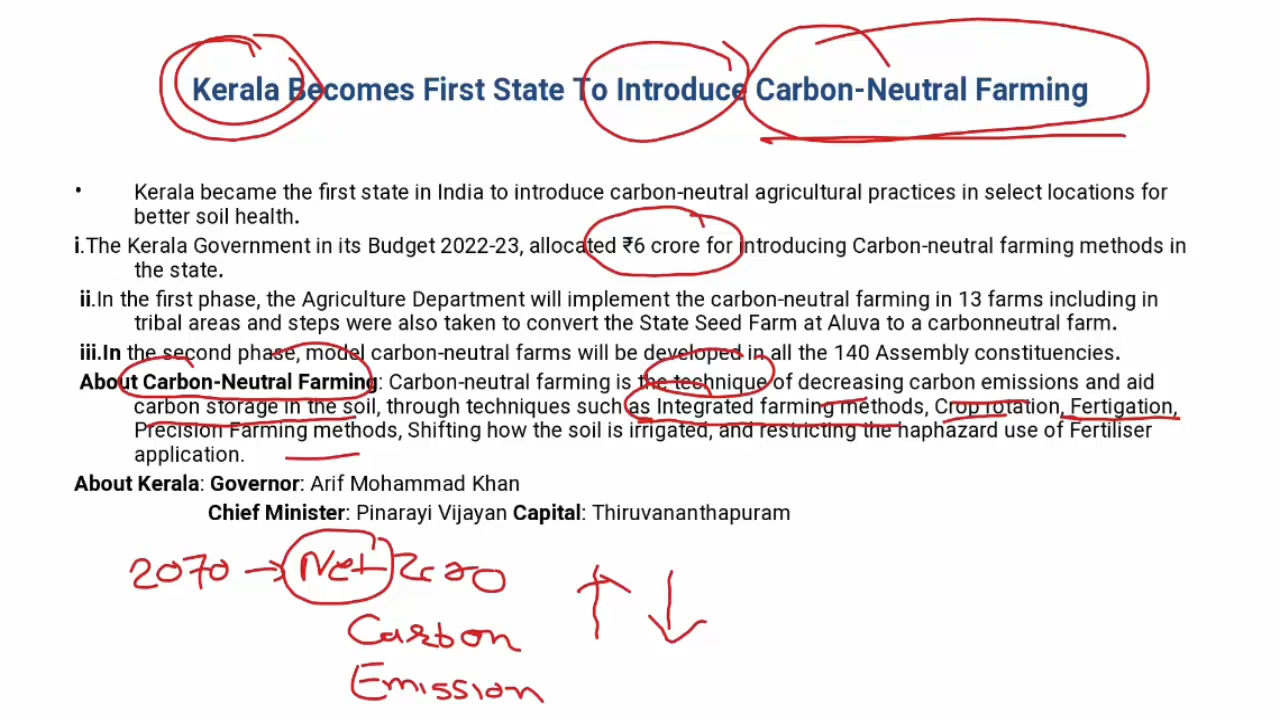 Kerala Becomes First State To Introduce Carbon-Neutral Farming
• Kerala became the first state in India to introduce carbon-neutral agricultural practices in select locations for
better soil health.
i.The Kerala Government in its Budget 2022-23, allocated ₹6 crore for introducing Carbon-neutral farming methods in
the state.
ii.In the first phase, the Agriculture Department will implement the carbon-neutral farming in 13 farms including in
tribal areas and steps were also taken to convert the State Seed Farm at Aluva to a carbonneutral farm.
iii.In the second phase, model carbon-neutral farms will be developed in all the 140 Assembly constituencies.
About Carbon-Neutral Farming: Carbon-neutral farming is the technique of decreasing carbon emissions and aid
carbon storage in the soil, through techniques such as Integrated farming methods, Crop rotation, Fertigation,
Precision Farming methods, Shifting how the soil is irrigated, and restricting the haphazard use of Fertiliser
application.
About Kerala: Governor: Arif Mohammad Khan
Chief Minister: Pinarayi Vijayan Capital: Thiruvananthapuram
2070 → Net Zero ↑ ↓
Carbon
Emission